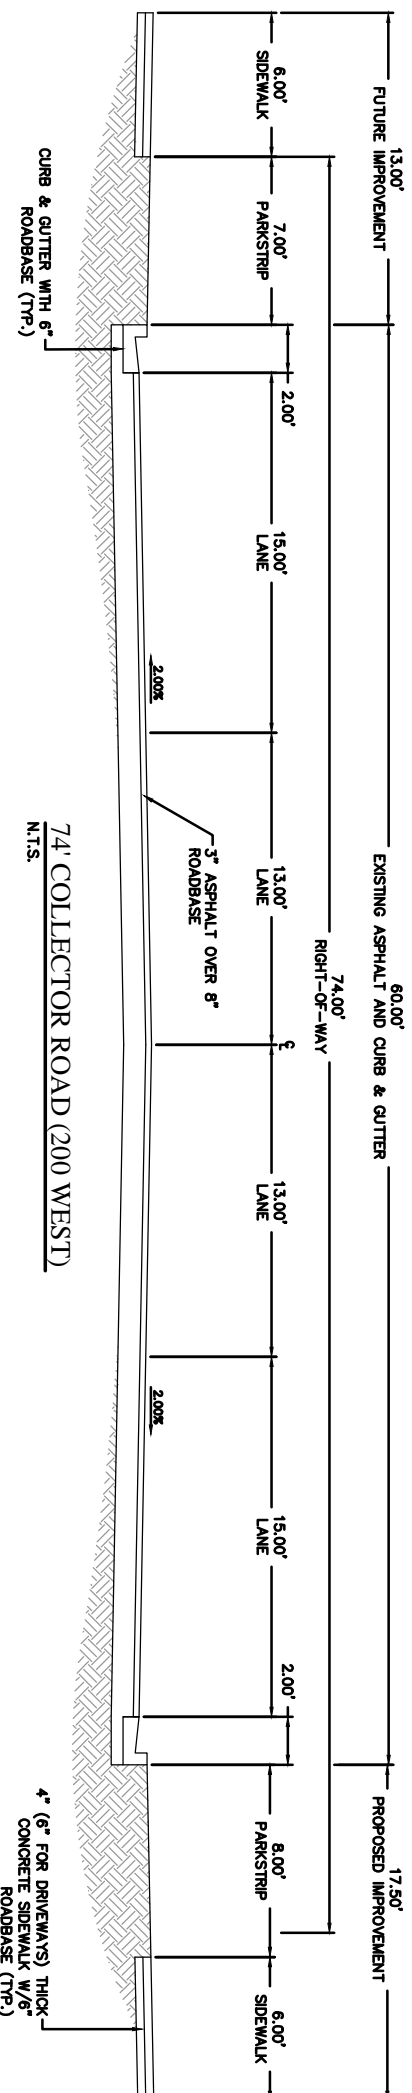 13.00'
FUTURE IMPROVEMENT
60.00'
EXISTING ASPHALT AND CURB & GUTTER
17.50'
PROPOSED IMPROVEMENT
74.00'
RIGHT-OF-WAY
6.00'
SIDEWALK
7.00'
PARKSTRIP
2.00'
15.00'
LANE
13.00'
LANE
℄
13.00'
LANE
15.00'
LANE
2.00'
8.00'
PARKSTRIP
6.00'
SIDEWALK
2.00%
2.00%
CURB & GUTTER WITH 6"
ROADBASE (TYP.)
3" ASPHALT OVER 8"
ROADBASE
4" (6" FOR DRIVEWAYS) THICK
CONCRETE SIDEWALK W/6"
ROADBASE (TYP.)
74' COLLECTOR ROAD (200 WEST)
N.T.S.